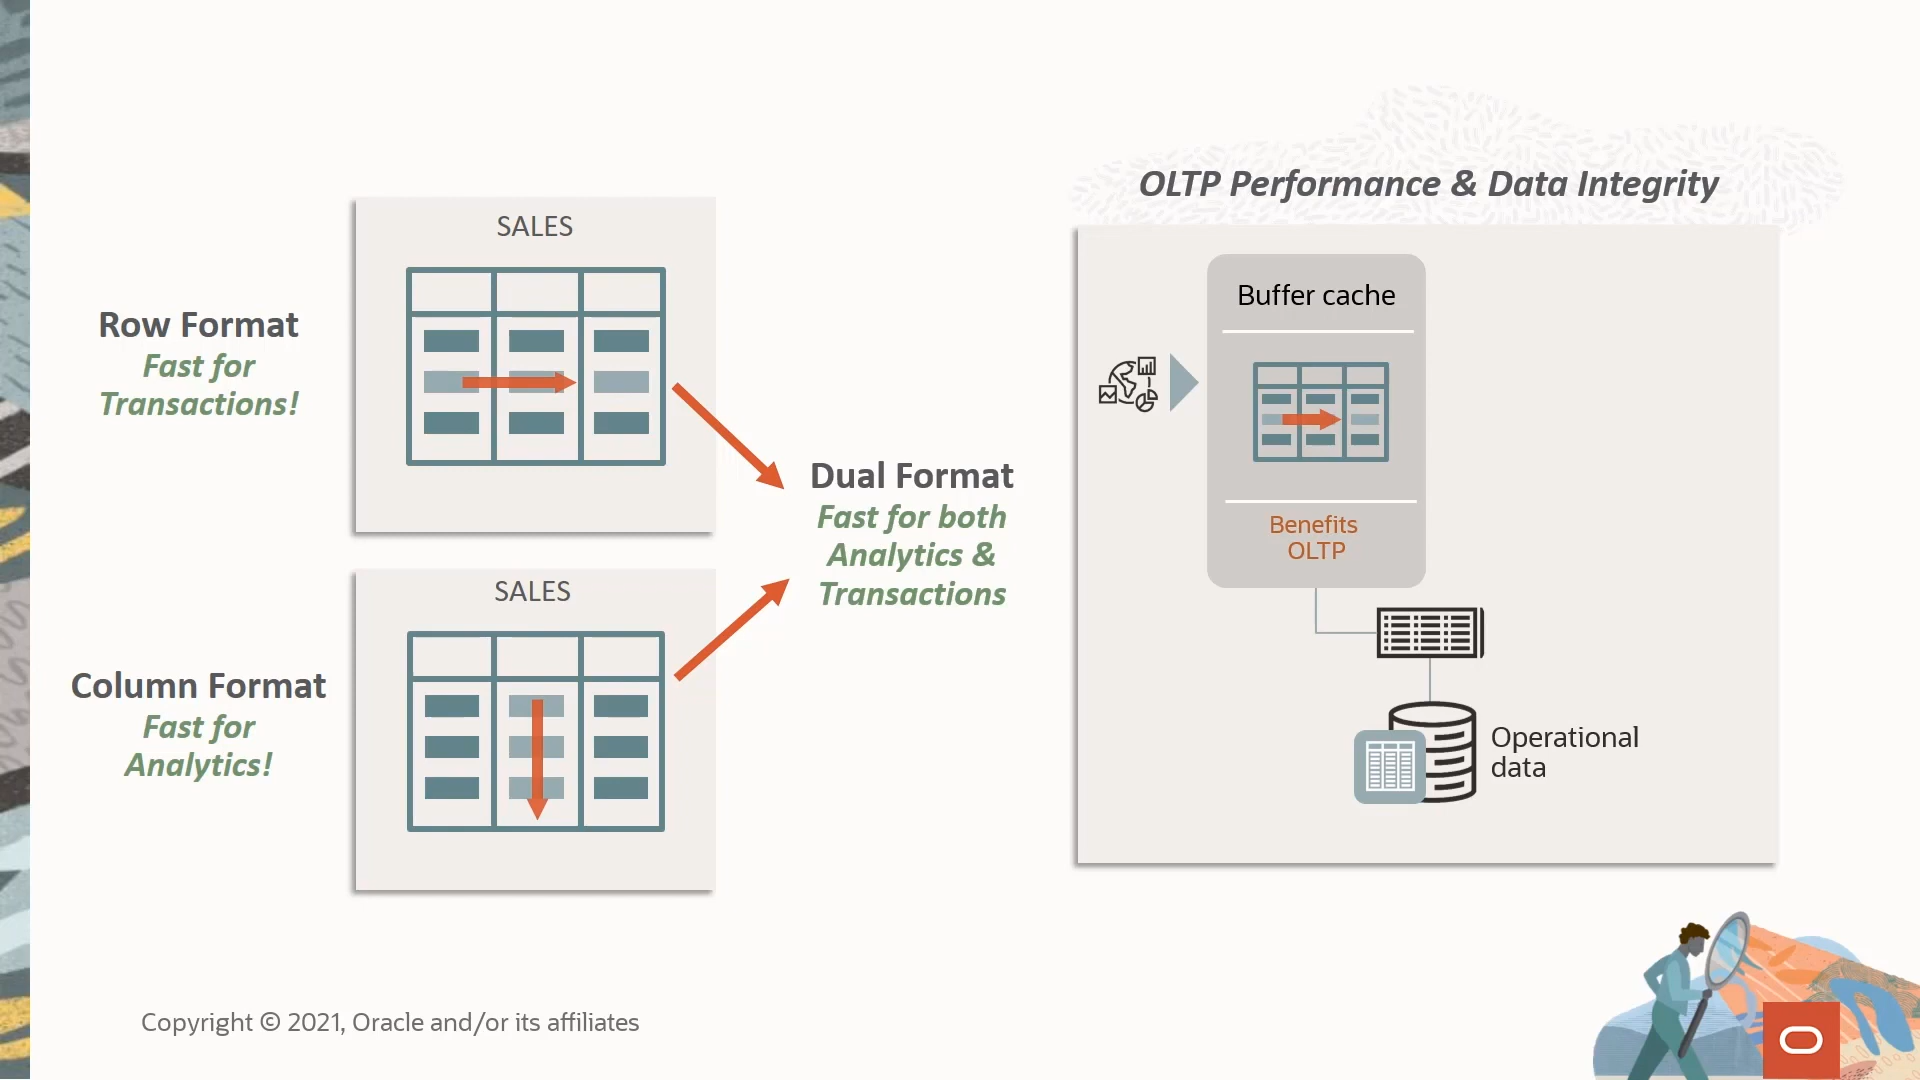 OLTP Performance & Data Integrity
SALES
Row Format
Fast for
Transactions!
Buffer cache
Benefits
OLTP
Dual Format
Fast for both
Analytics &
Transactions
SALES
Column Format
Fast for
Analytics!
Operational
data
Copyright © 2021, Oracle and/or its affiliates